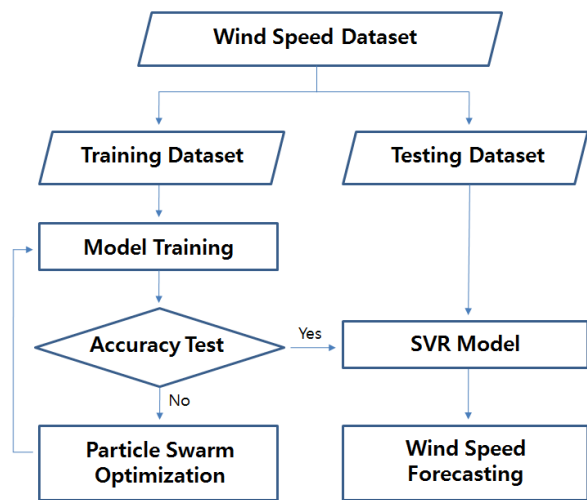 Wind Speed Dataset
Training Dataset
Testing Dataset
Model Training
Accuracy Test
Yes
SVR Model
No
Particle Swarm
Optimization
Wind Speed
Forecasting